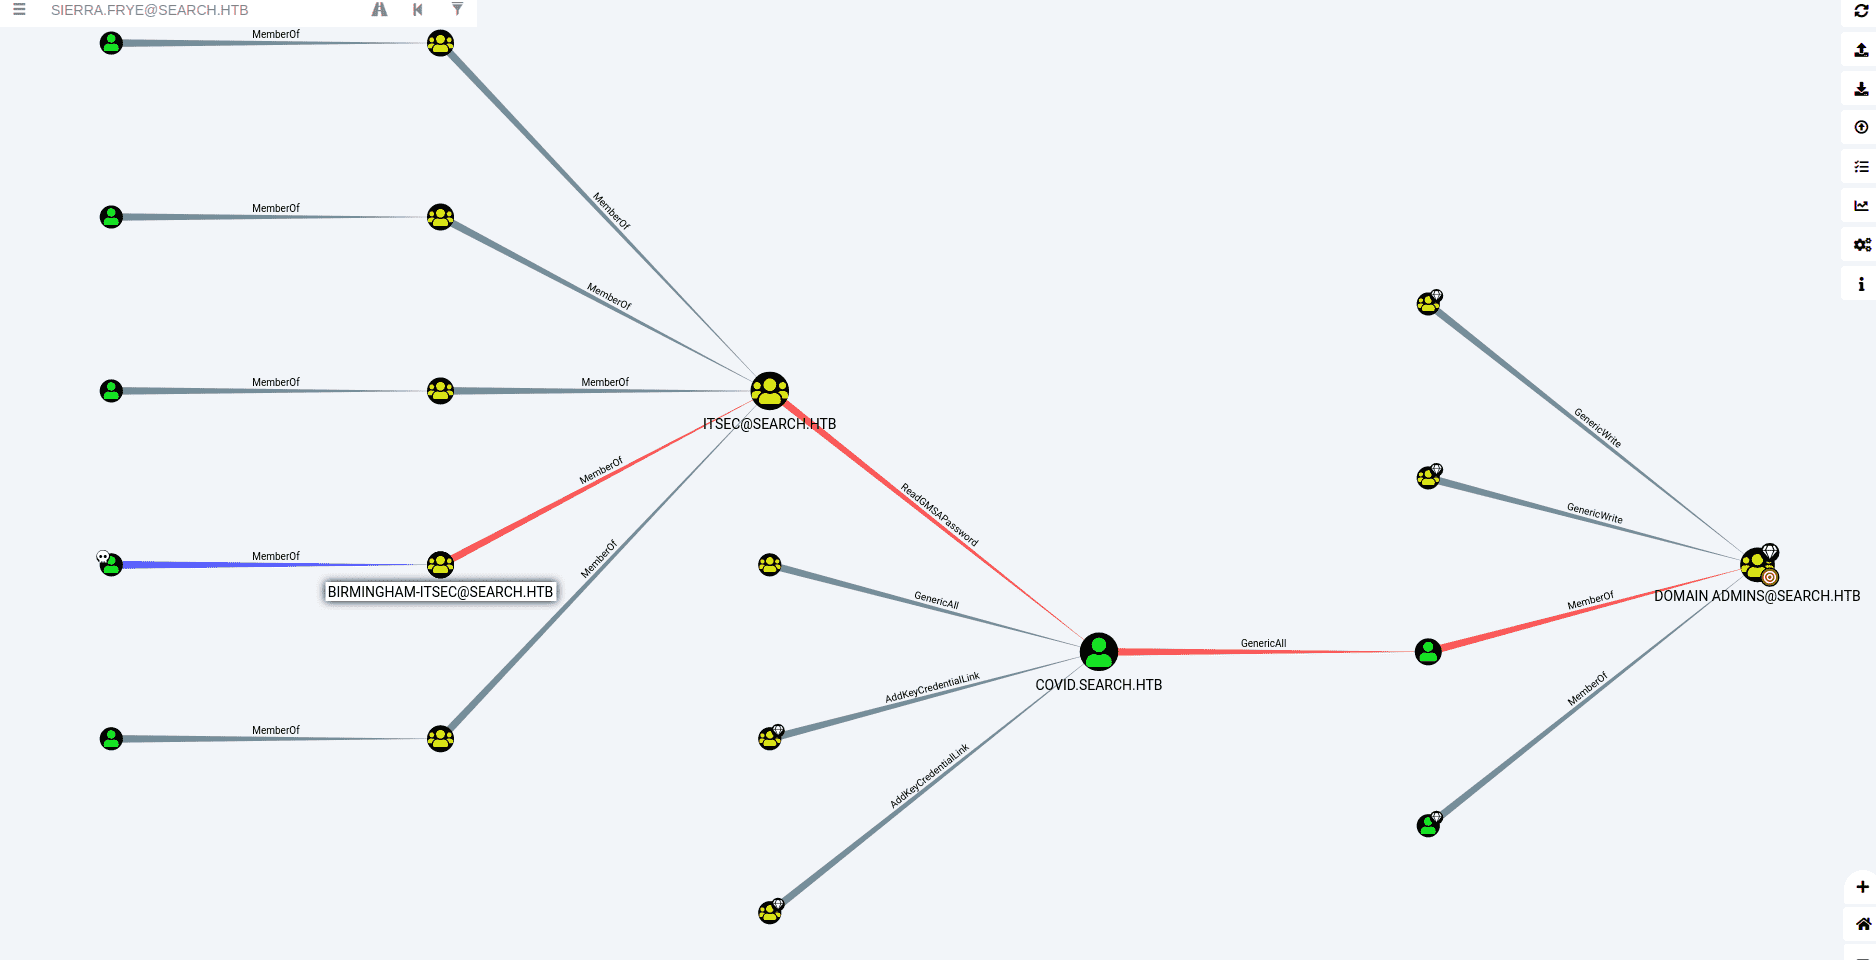 SIERRA.FRYE@SEARCH.HTB
MemberOf
MemberOf
MemberOf
MemberOf
MemberOf
MemberOf
MemberOf
ITSEC@SEARCH.HTB
MemberOf
ReadGMSAPassword
MemberOf
MemberOf
BIRMINGHAM-ITSEC@SEARCH.HTB
MemberOf
GenericAll
AddKeyCredentialLink
AddKeyCredentialLink
COVID.SEARCH.HTB
GenericAll
GenericWrite
GenericWrite
MemberOf
DOMAIN ADMINS@SEARCH.HTB
MemberOf